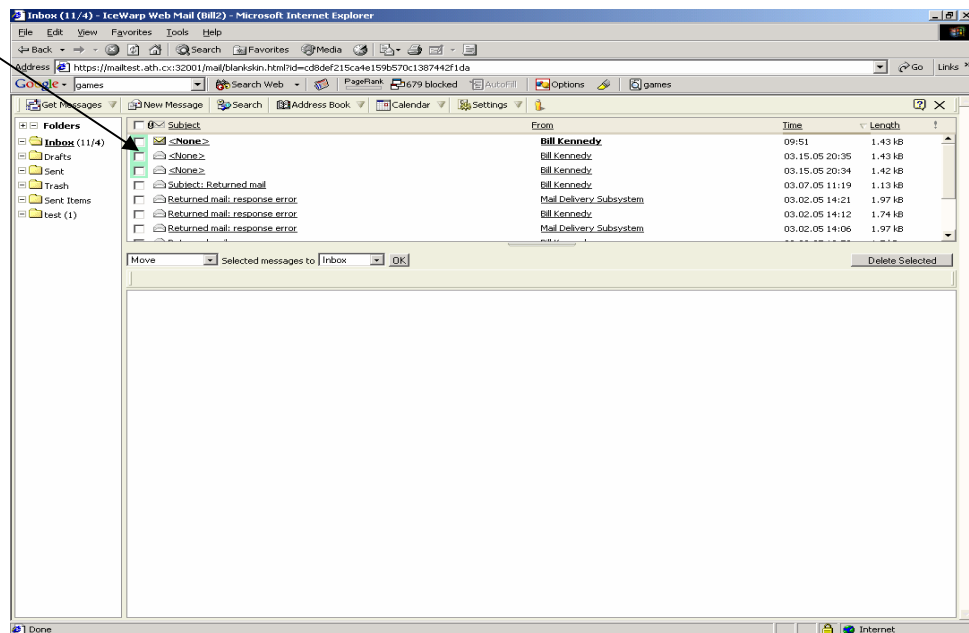 Inbox (11/4) - IceWarp Web Mail (Bill2) - Microsoft Internet Explorer
File Edit View Favorites Tools Help
Back Search Favorites Media
Address https://mailtest.ath.cx:32001/mail/blankskin.html?id=cd8def215ca4e159b570c1387442f1da Go Links »
Google games Search Web PageRank 679 blocked AutoFill Options games
Get Messages New Message Search Address Book Calendar Settings
Folders Subject From Time Length !
Inbox (11/4) <None> Bill Kennedy 09:51 1.43 kB
Drafts <None> Bill Kennedy 03.15.05 20:35 1.43 kB
Sent <None> Bill Kennedy 03.15.05 20:34 1.42 kB
Trash Subject: Returned mail Bill Kennedy 03.07.05 11:19 1.13 kB
Sent Items Returned mail: response error Mail Delivery Subsystem 03.02.05 14:21 1.97 kB
test (1) Returned mail: response error Bill Kennedy 03.02.05 14:12 1.74 kB
Returned mail: response error Mail Delivery Subsystem 03.02.05 14:06 1.97 kB
Move Selected messages to Inbox OK Delete Selected
Done Internet